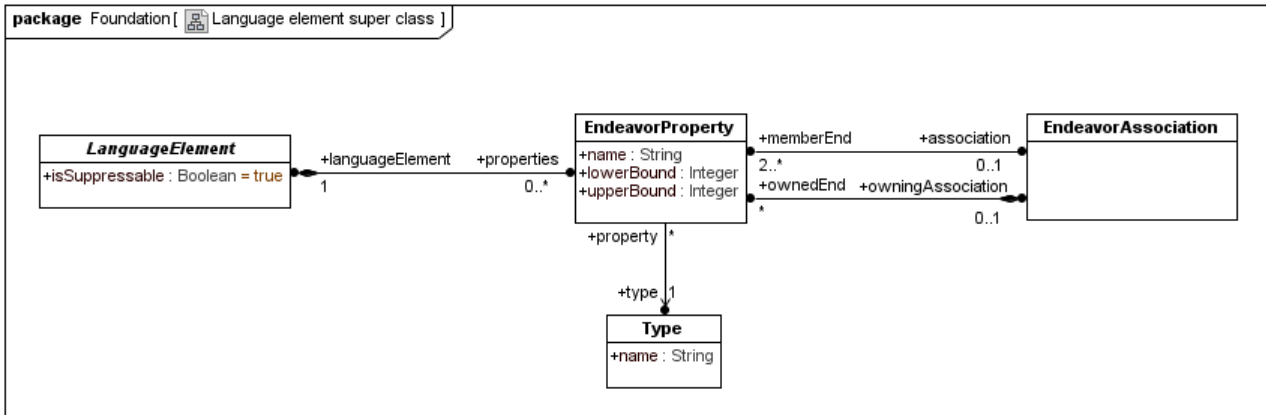 package Foundation[ Language element super class ]
LanguageElement
+isSuppressable : Boolean = true
+languageElement
+properties
1
0..*
EndeavorProperty
+name : String
+lowerBound : Integer
+upperBound : Integer
+memberEnd
+association
2..*
0..1
+ownedEnd
+owningAssociation
*
0..1
EndeavorAssociation
+property
*
+type
1
Type
+name : String